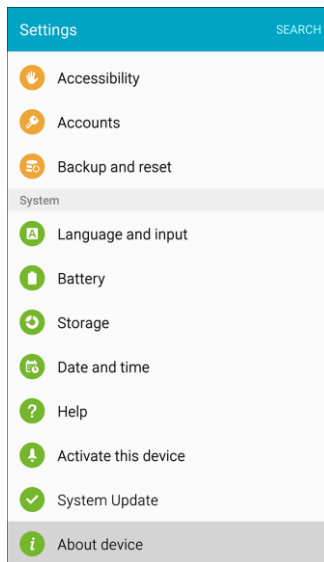 Settings SEARCH
Accessibility
Accounts
Backup and reset
System
A Language and input
Battery
Storage
Date and time
? Help
Activate this device
System Update
i About device